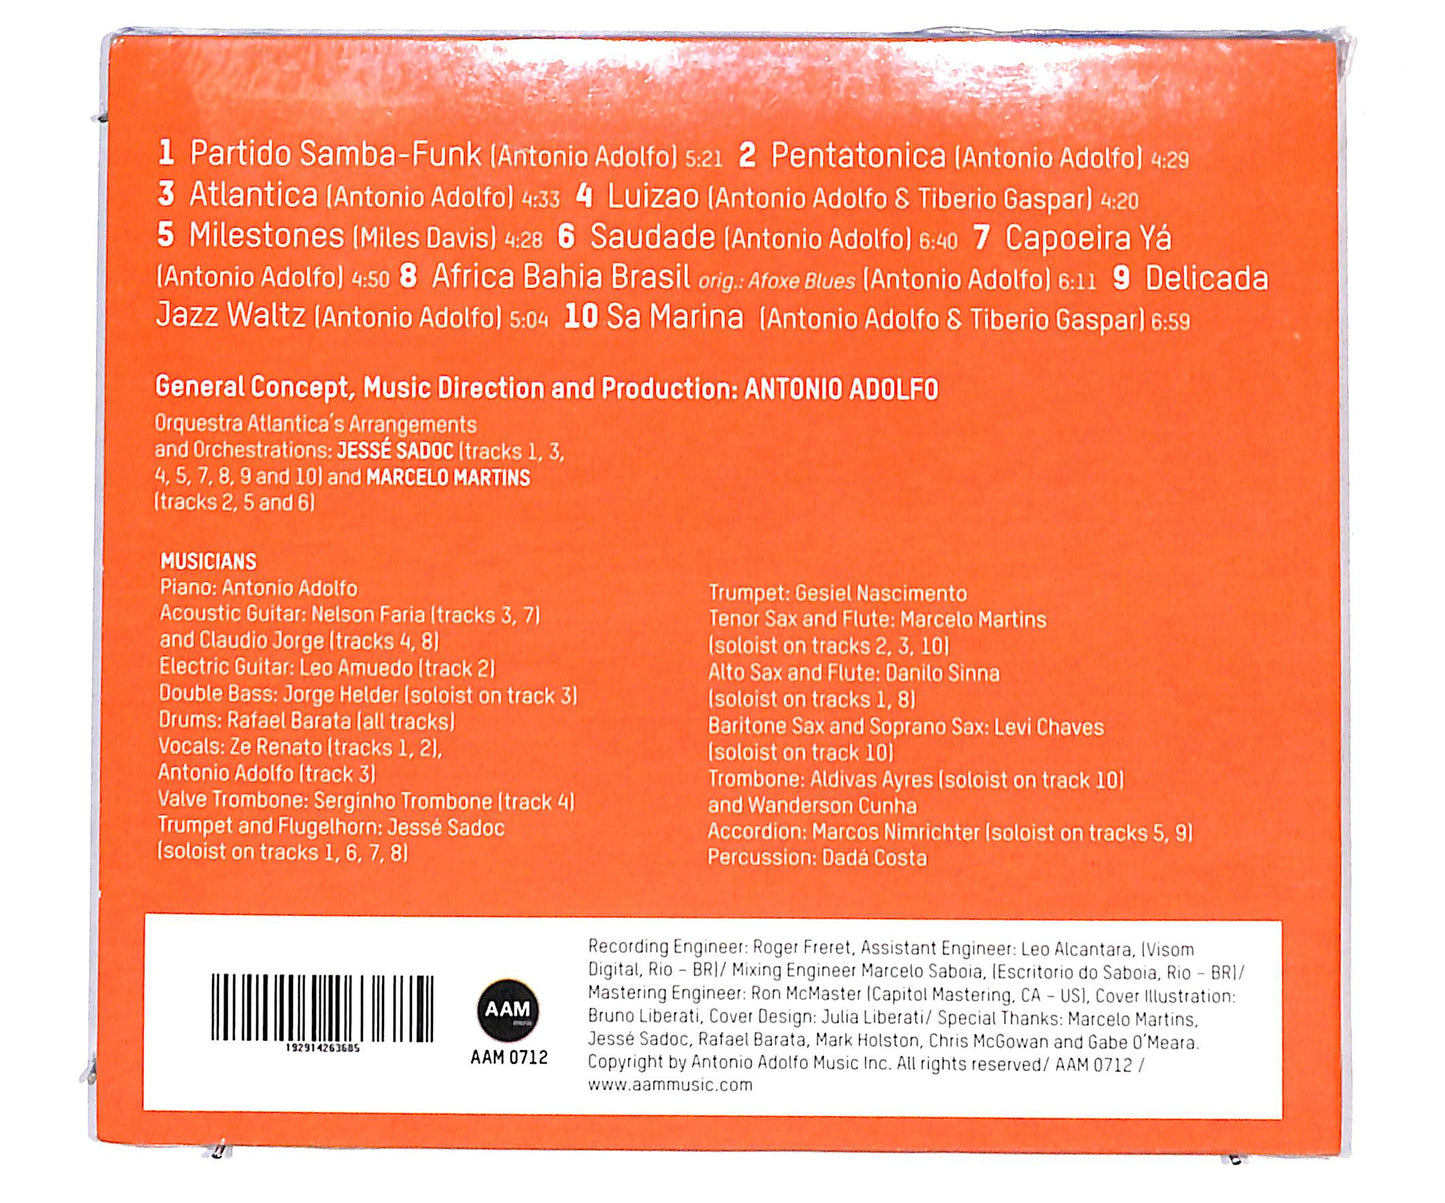 1 Partido Samba-Funk (Antonio Adolfo) 5:21 2 Pentatonica (Antonio Adolfo) 4:29
3 Atlantica (Antonio Adolfo) 4:33 4 Luizao (Antonio Adolfo & Tiberio Gaspar) 4:20
5 Milestones (Miles Davis) 4:28 6 Saudade (Antonio Adolfo) 6:40 7 Capoeira Yá
(Antonio Adolfo) 4:50 8 Africa Bahia Brasil orig.: Afoxe Blues (Antonio Adolfo) 6:11 9 Delicada
Jazz Waltz (Antonio Adolfo) 5:04 10 Sa Marina (Antonio Adolfo & Tiberio Gaspar) 6:59
General Concept, Music Direction and Production: ANTONIO ADOLFO
Orquestra Atlantica's Arrangements
and Orchestrations: JESSÉ SADOC (tracks 1, 3,
4, 5, 7, 8, 9 and 10) and MARCELO MARTINS
(tracks 2, 5 and 6)
MUSICIANS
Piano: Antonio Adolfo
Acoustic Guitar: Nelson Faria (tracks 3, 7)
and Claudio Jorge (tracks 4, 8)
Electric Guitar: Leo Amuedo (track 2)
Double Bass: Jorge Helder (soloist on track 3)
Drums: Rafael Barata (all tracks)
Vocals: Ze Renato (tracks 1, 2),
Antonio Adolfo (track 3)
Valve Trombone: Serginho Trombone (track 4)
Trumpet and Flugelhorn: Jessé Sadoc
(soloist on tracks 1, 6, 7, 8)
Trumpet: Gesiel Nascimento
Tenor Sax and Flute: Marcelo Martins
(soloist on tracks 2, 3, 10)
Alto Sax and Flute: Danilo Sinna
(soloist on tracks 1, 8)
Baritone Sax and Soprano Sax: Levi Chaves
(soloist on track 10)
Trombone: Aldivas Ayres (soloist on track 10)
and Wanderson Cunha
Accordion: Marcos Nimrichter (soloist on tracks 5, 9)
Percussion: Dadá Costa
192914263685
AAM
AAM 0712
Recording Engineer: Roger Freret, Assistant Engineer: Leo Alcantara, (Visom
Digital, Rio - BR)/ Mixing Engineer Marcelo Saboia, (Escritorio do Saboia, Rio - BR)/
Mastering Engineer: Ron McMaster (Capitol Mastering, CA - US), Cover Illustration:
Bruno Liberati, Cover Design: Julia Liberati/ Special Thanks: Marcelo Martins,
Jessé Sadoc, Rafael Barata, Mark Holston, Chris McGowan and Gabe O'Meara.
Copyright by Antonio Adolfo Music Inc. All rights reserved/ AAM 0712 /
www.aammusic.com